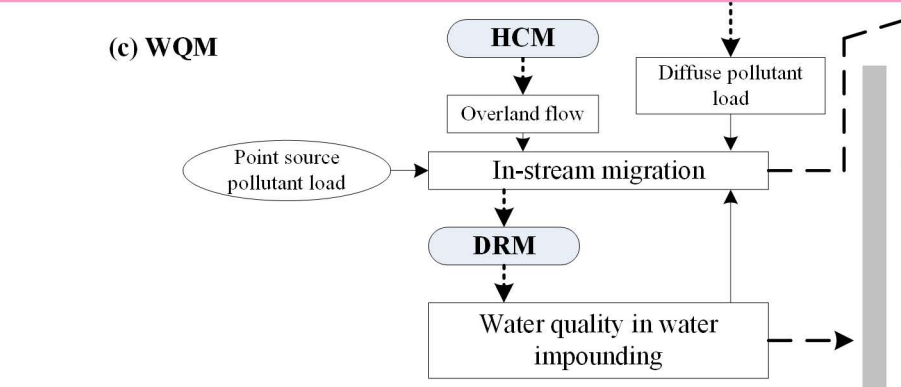 (c) WQM
HCM
Diffuse pollutant
load
Overland flow
Point source
pollutant load
In-stream migration
DRM
Water quality in water
impounding